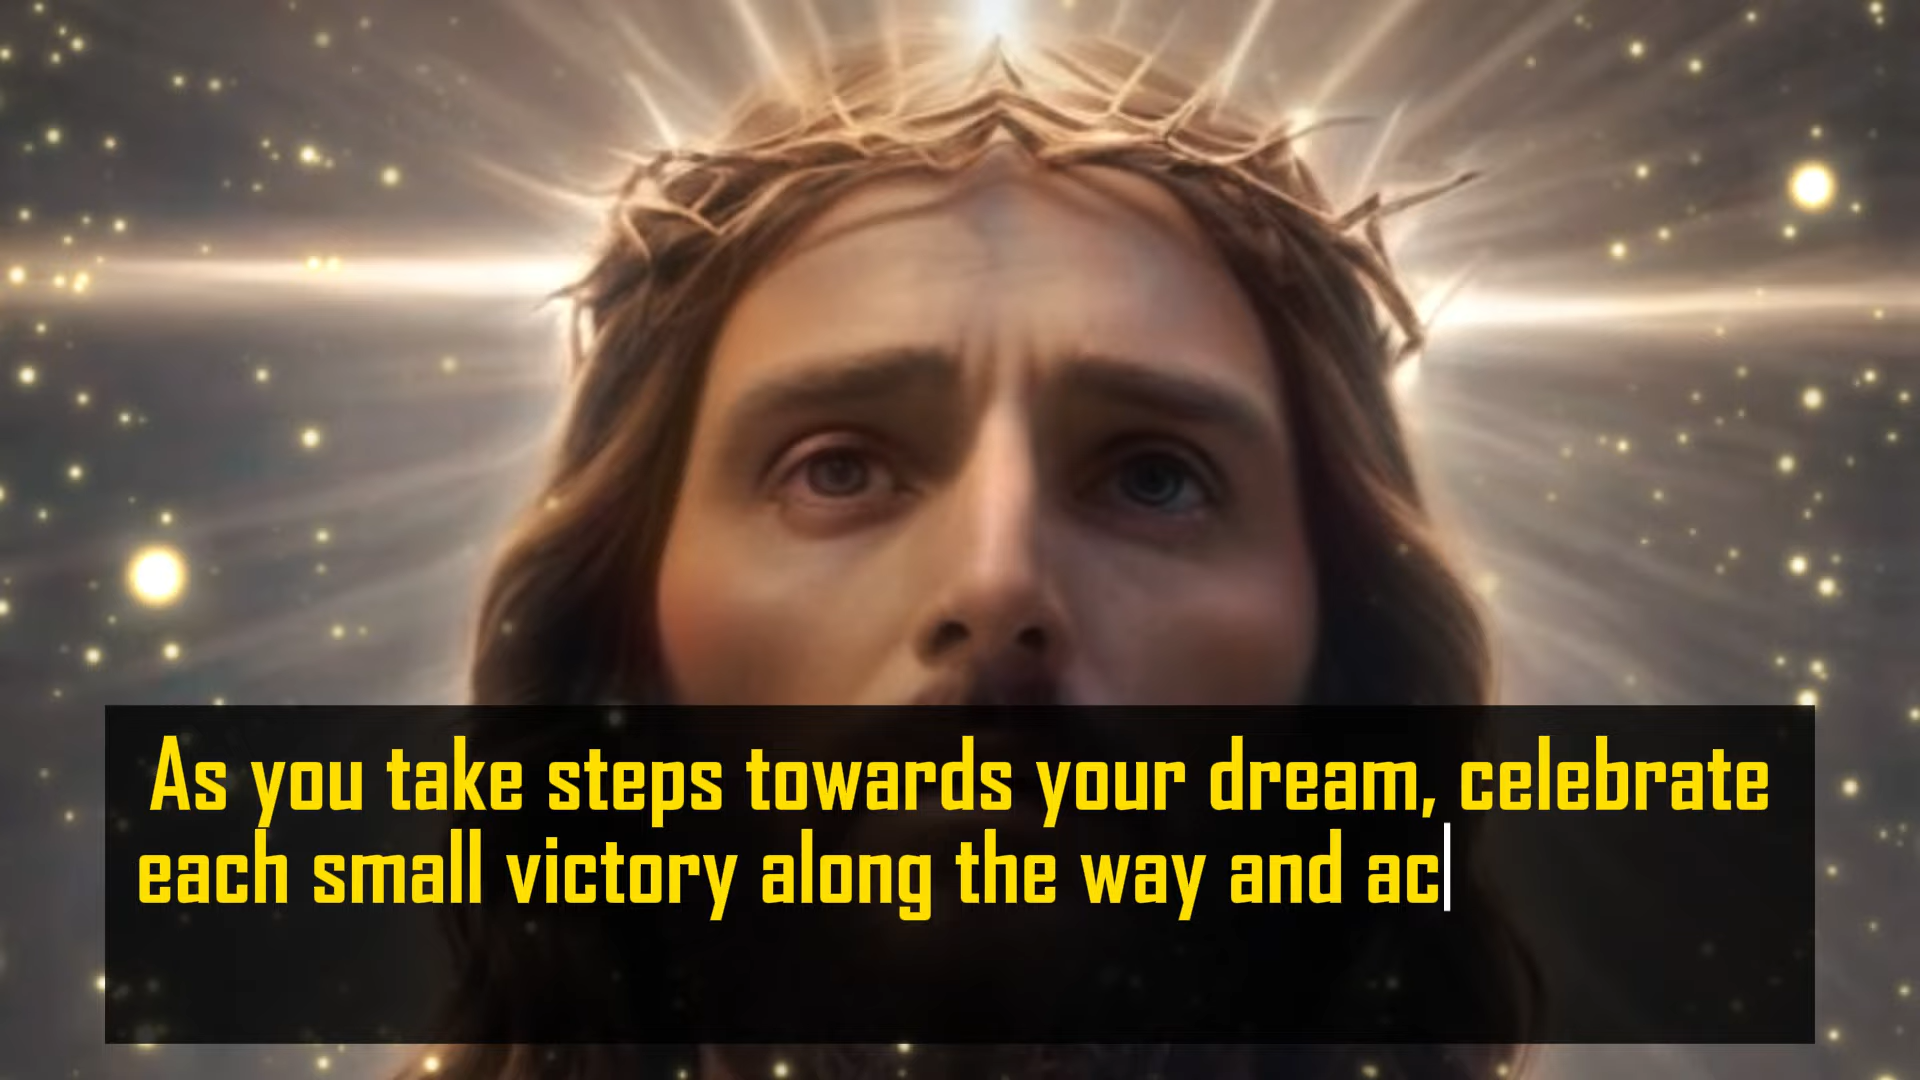 As you take steps towards your dream, celebrate
each small victory along the way and ac